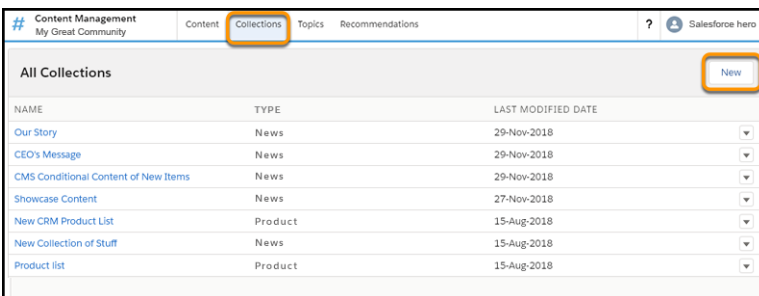 # Content Management
My Great Community
Content Collections Topics Recommendations
? Salesforce hero
All Collections
New
NAME TYPE LAST MODIFIED DATE
Our Story News 29-Nov-2018
CEO's Message News 29-Nov-2018
CMS Conditional Content of New Items News 29-Nov-2018
Showcase Content News 27-Nov-2018
New CRM Product List Product 15-Aug-2018
New Collection of Stuff News 15-Aug-2018
Product list Product 15-Aug-2018